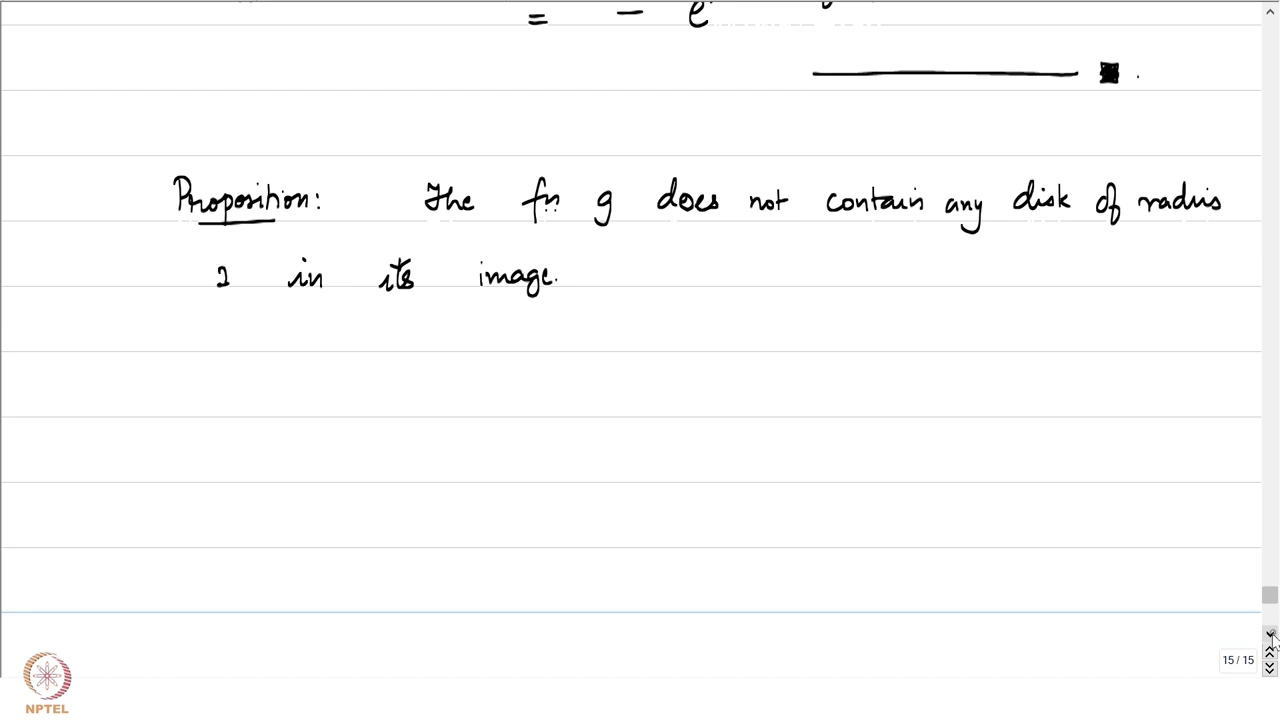 = - e
Proposition: The fn g does not contain any disk of radius
1 in its image.
15 / 15
NPTEL